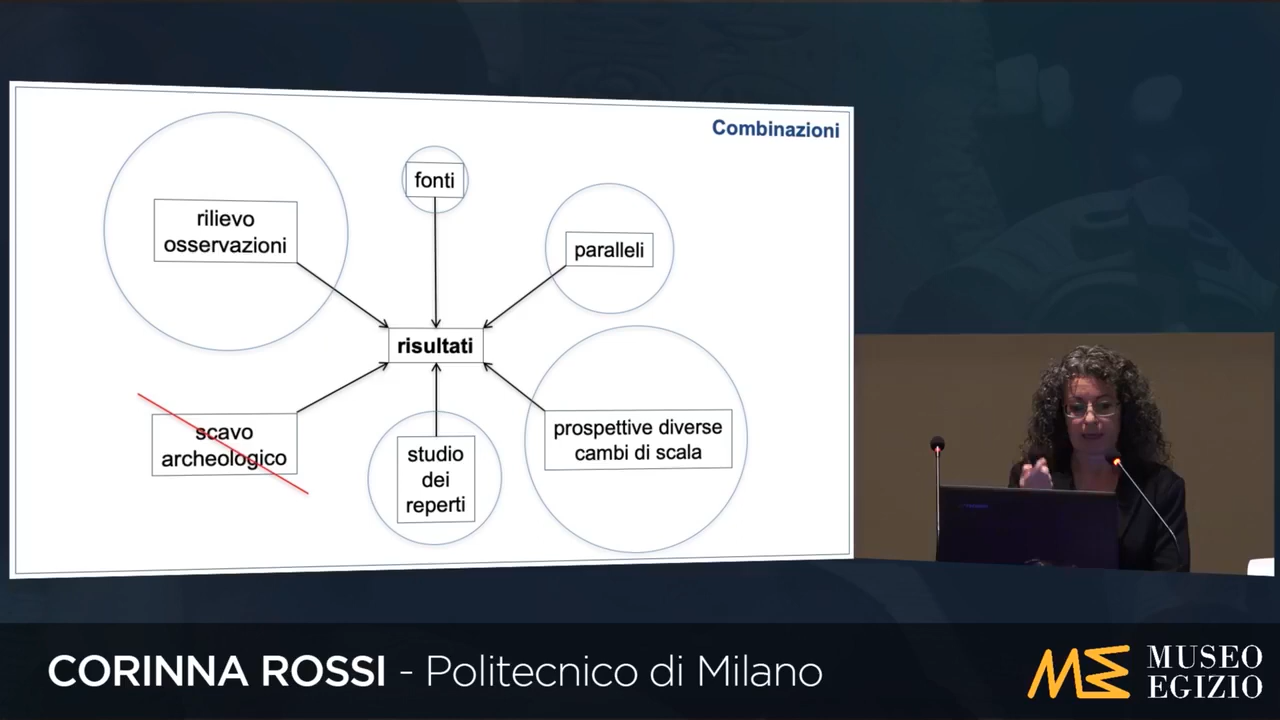 Combinazioni
fonti
rilievo
osservazioni
paralleli
risultati
scavo
archeologico
studio
dei
reperti
prospettive diverse
cambi di scala
CORINNA ROSSI - Politecnico di Milano
MUSEO
EGIZIO